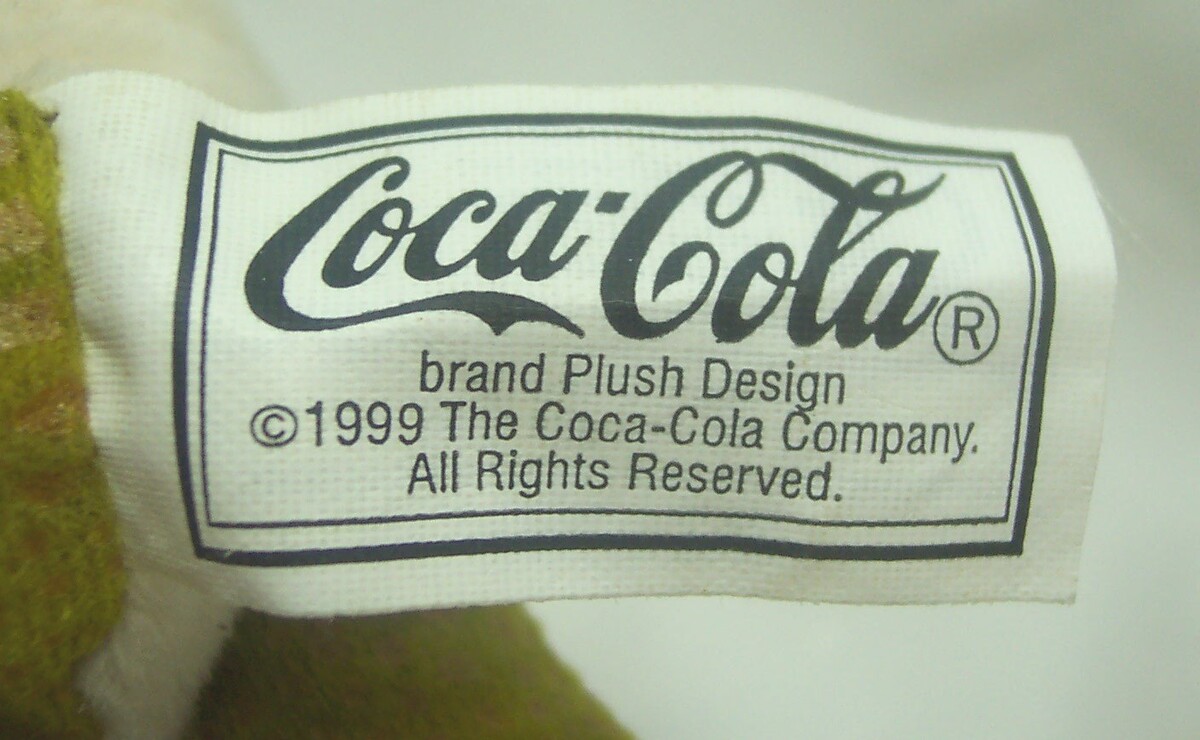 Coca-Cola®
brand Plush Design
©1999 The Coca-Cola Company.
All Rights Reserved.